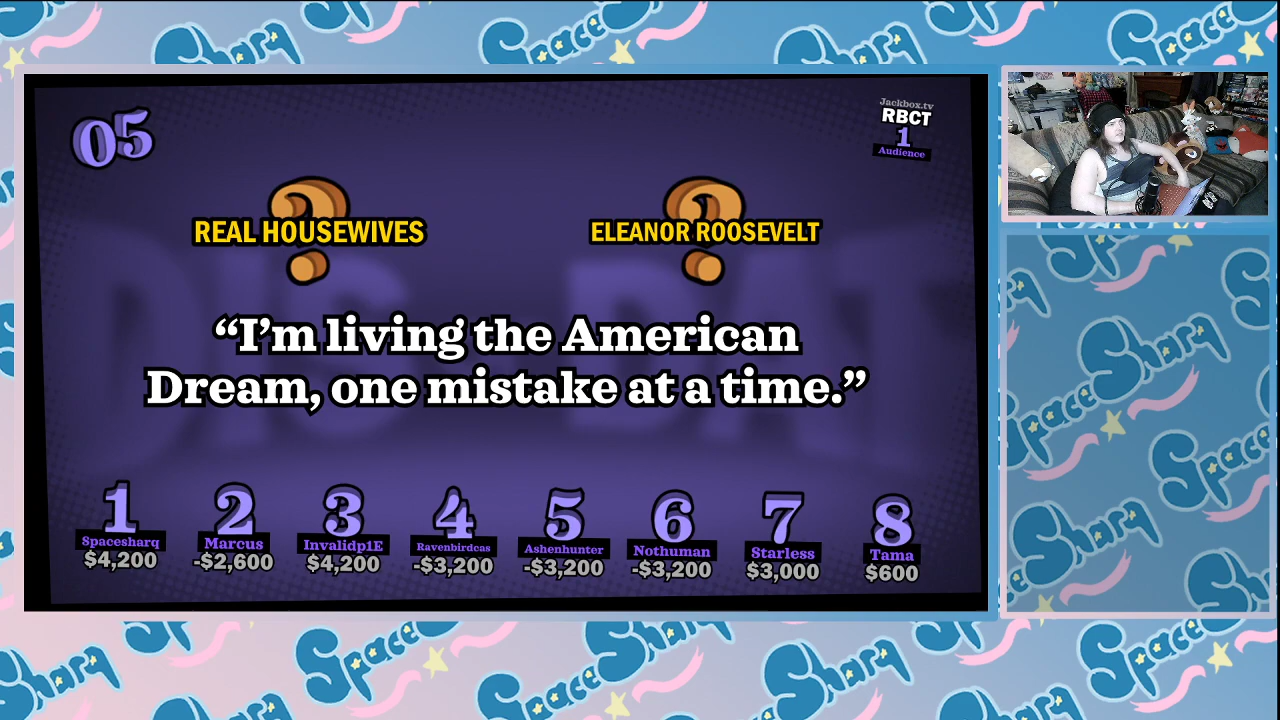 SpaceSharq
05
Jackbox.tv
RBCT
1
Audience
REAL HOUSEWIVES
ELEANOR ROOSEVELT
“I’m living the American
Dream, one mistake at a time.”
1 2 3 4 5 6 7 8
Spacesharq Marcus Invalidp1E Ravenbirdcas Ashenhunter Nothuman Starless Tama
$4,200 -$2,600 $4,200 -$3,200 -$3,200 -$3,200 $3,000 $600